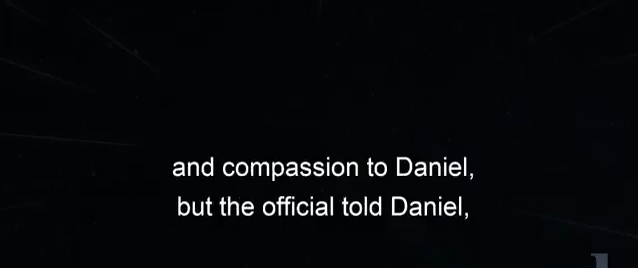 and compassion to Daniel,
but the official told Daniel,